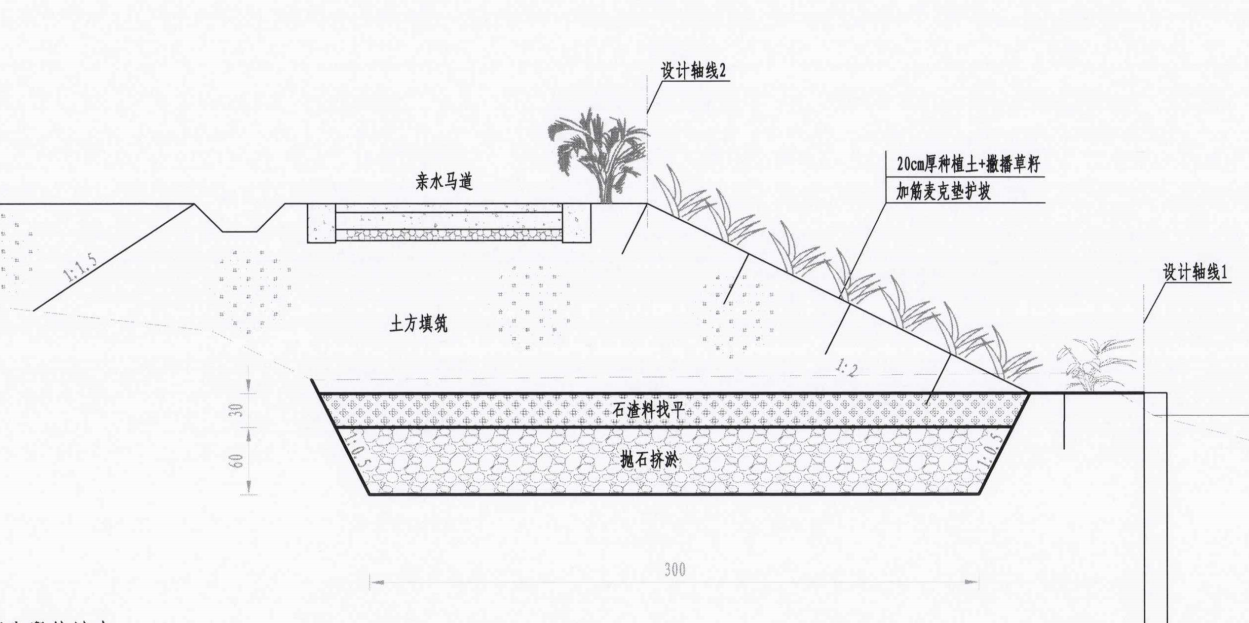 设计轴线2
20cm厚种植土+撒播草籽
加筋麦克垫护坡
亲水马道
设计轴线1
1:1.5
土方填筑
1:2
30
石渣料找平
60
1:0.5
抛石挤淤
1:0.5
300